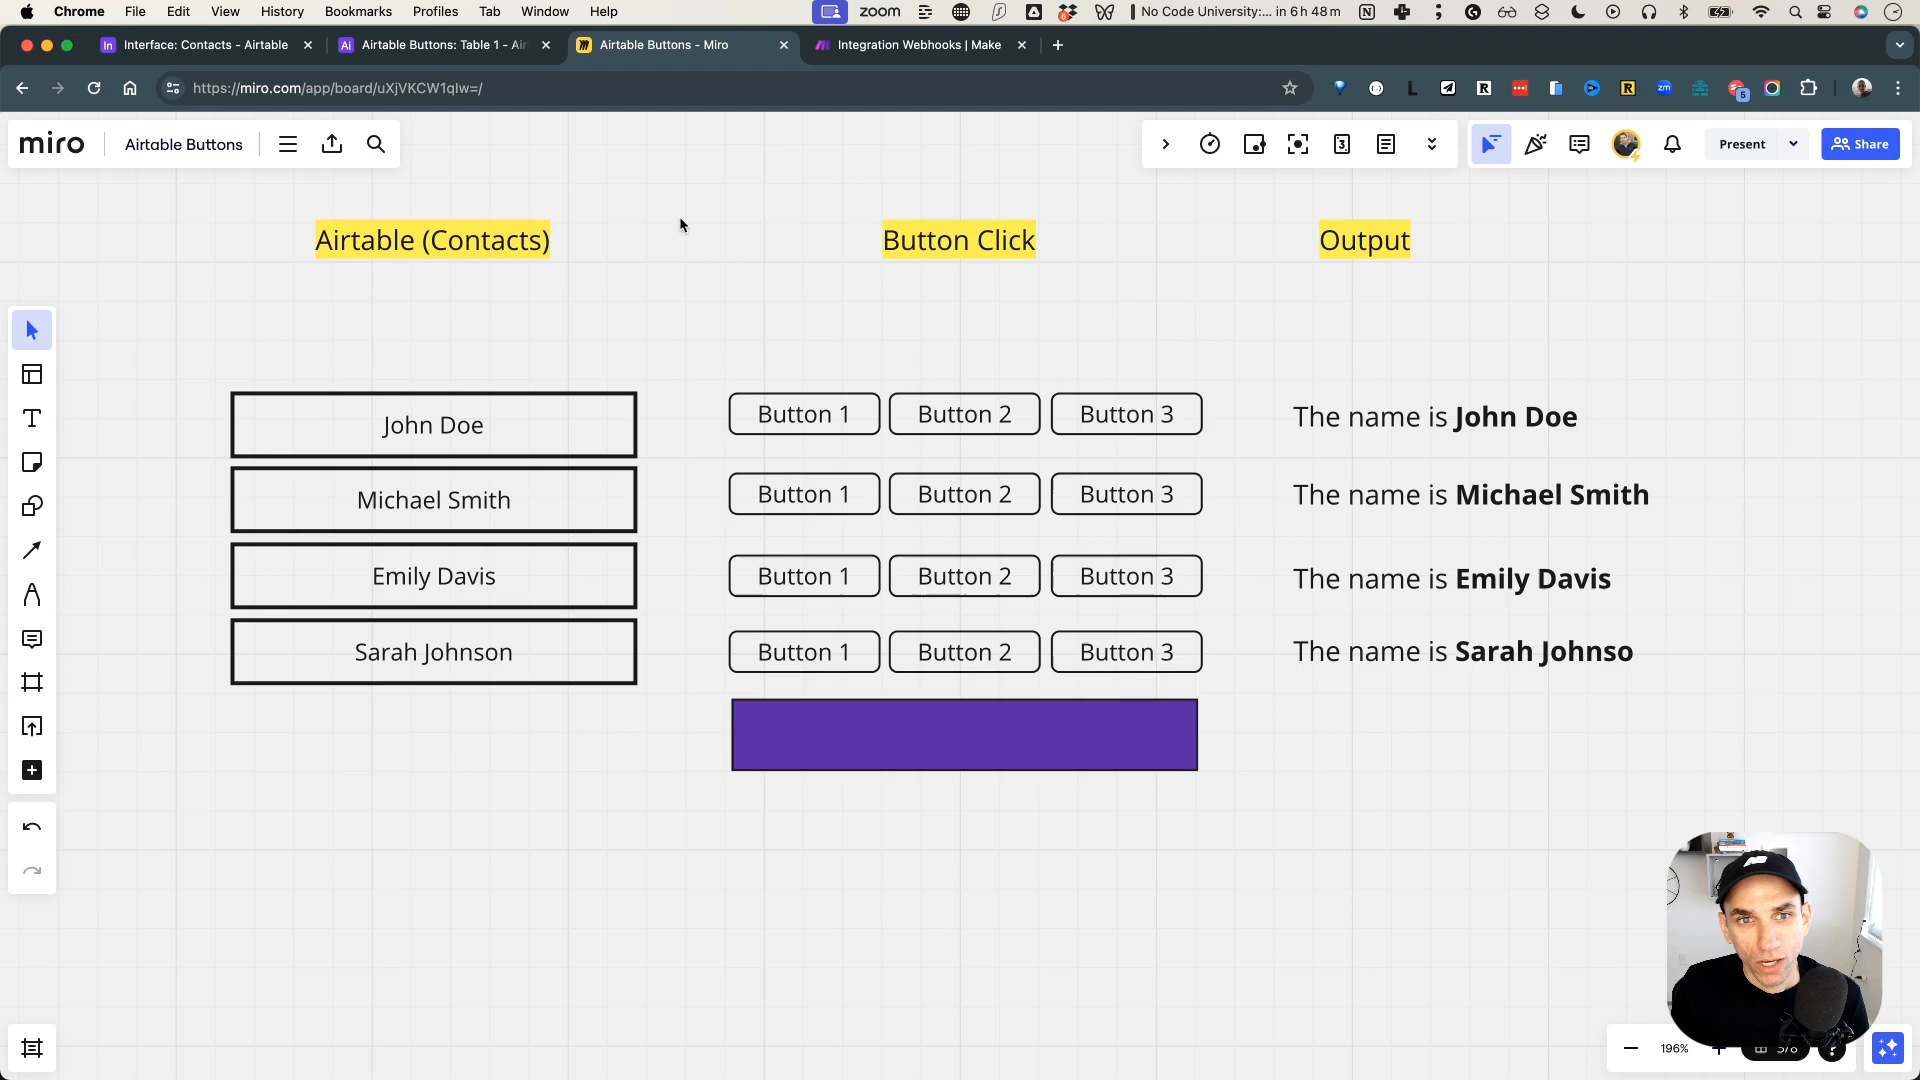 Chrome File Edit View History Bookmarks Profiles Tab Window Help
zoom
6
No Code University:... in 6 h 48 m
Interface: Contacts - Airtable
Airtable Buttons: Table 1 - Air
Airtable Buttons - Miro
Integration Webhooks | Make
https://miro.com/app/board/uXjVKCW1qIw=/
5
miro
Airtable Buttons
Present
Share
Airtable (Contacts)
Button Click
Output
John Doe
Button 1
Button 2
Button 3
The name is John Doe
Michael Smith
Button 1
Button 2
Button 3
The name is Michael Smith
Emily Davis
Button 1
Button 2
Button 3
The name is Emily Davis
Sarah Johnson
Button 1
Button 2
Button 3
The name is Sarah Johnso
196%